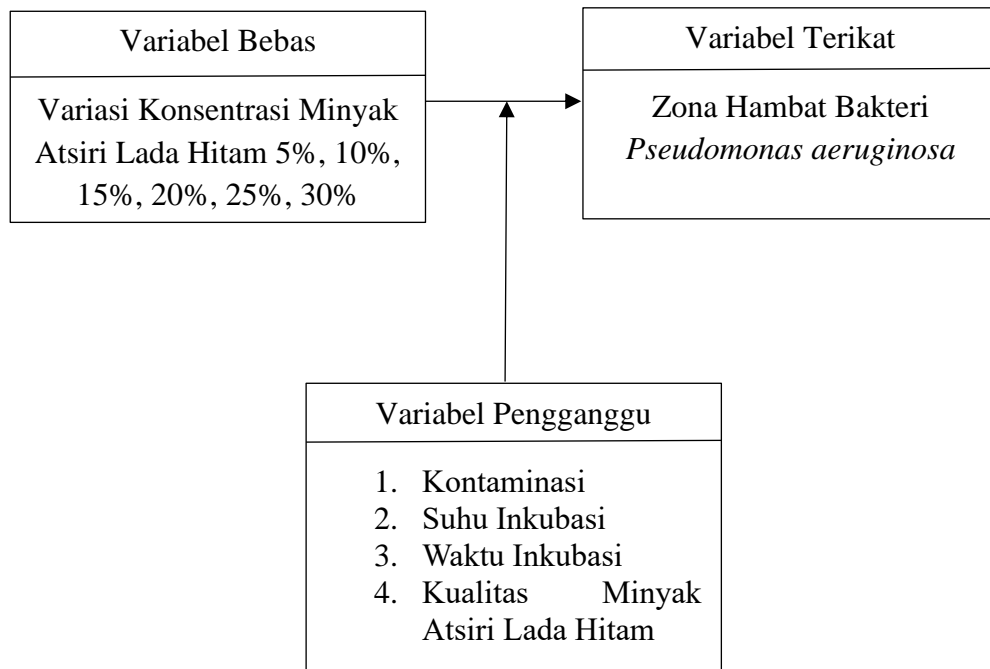 Variabel Bebas
Variasi Konsentrasi Minyak
Atsiri Lada Hitam 5%, 10%,
15%, 20%, 25%, 30%
Variabel Terikat
Zona Hambat Bakteri
Pseudomonas aeruginosa
Variabel Pengganggu
1. Kontaminasi
2. Suhu Inkubasi
3. Waktu Inkubasi
4. Kualitas Minyak
Atsiri Lada Hitam